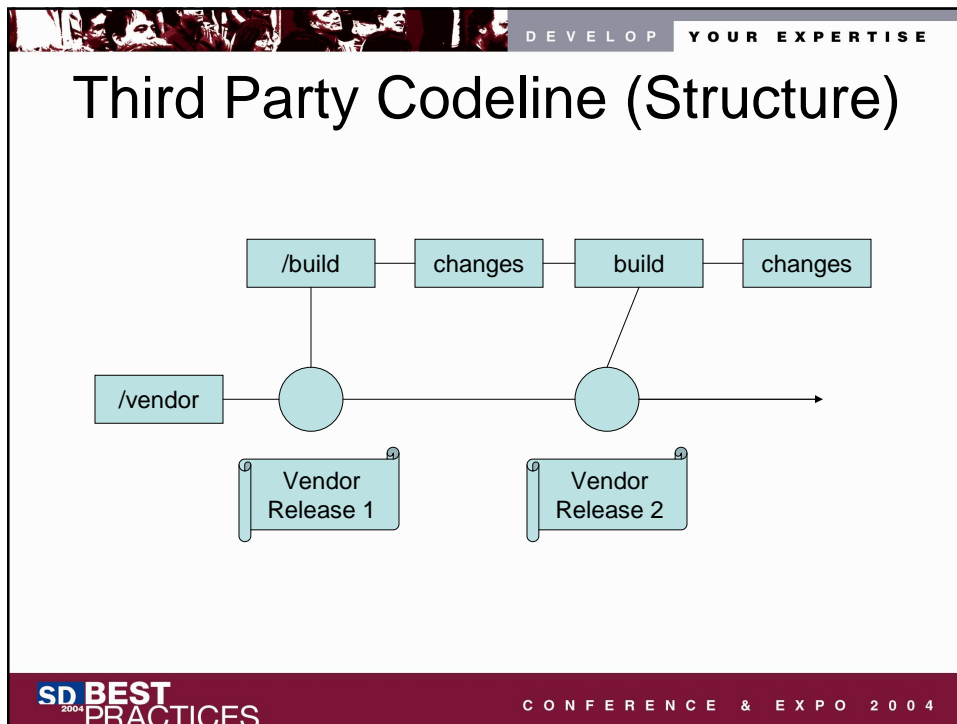 DEVELOP YOUR EXPERTISE
Third Party Codeline (Structure)
/build changes build changes
/vendor
Vendor
Release 1
Vendor
Release 2
SD BEST
2004 PRACTICES
CONFERENCE & EXPO 2004